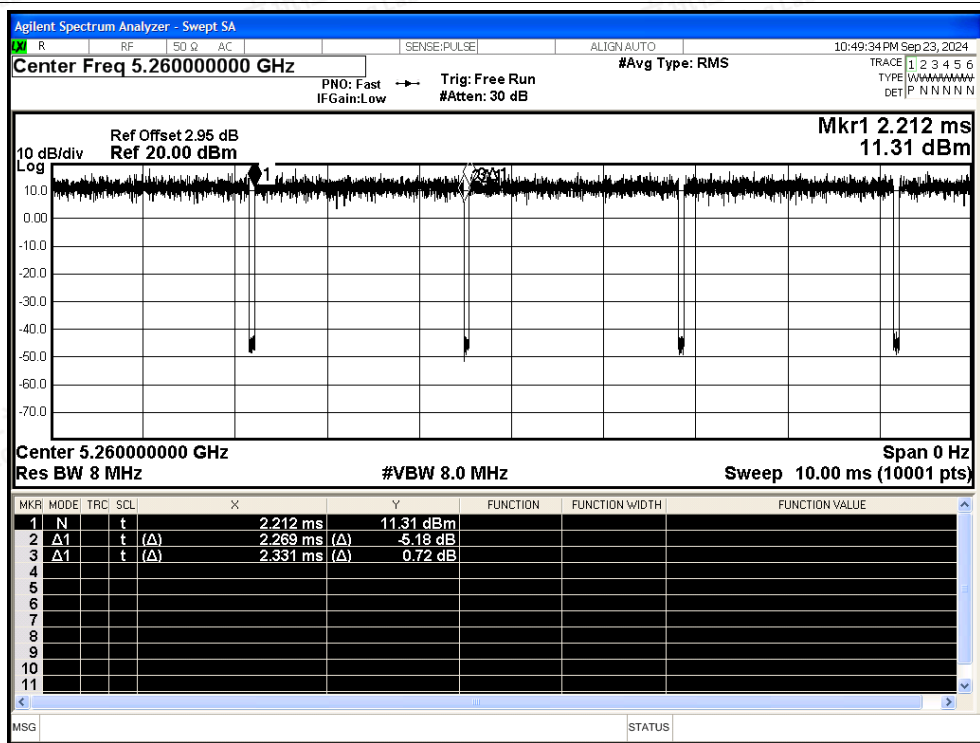 Agilent Spectrum Analyzer - Swept SA
LXI R RF 50 Ω AC SENSE:PULSE ALIGN AUTO 10:49:34 PM Sep 23, 2024
Center Freq 5.260000000 GHz #Avg Type: RMS TRACE 1 2 3 4 5 6
PNO: Fast Trig: Free Run TYPE
IFGain:Low #Atten: 30 dB DET P N N N N N
Mkr1 2.212 ms
Ref Offset 2.95 dB
10 dB/div Ref 20.00 dBm 11.31 dBm
Log
1
10.0
0.00
-10.0
-20.0
-30.0
-40.0
-50.0
-60.0
-70.0
Center 5.260000000 GHz Span 0 Hz
Res BW 8 MHz #VBW 8.0 MHz Sweep 10.00 ms (10001 pts)
MKR MODE TRC SCL X Y FUNCTION FUNCTION WIDTH FUNCTION VALUE
1 N t 2.212 ms 11.31 dBm
2 Δ1 t (Δ) 2.269 ms (Δ) -5.18 dB
3 Δ1 t (Δ) 2.331 ms (Δ) 0.72 dB
4
5
6
7
8
9
10
11
MSG STATUS